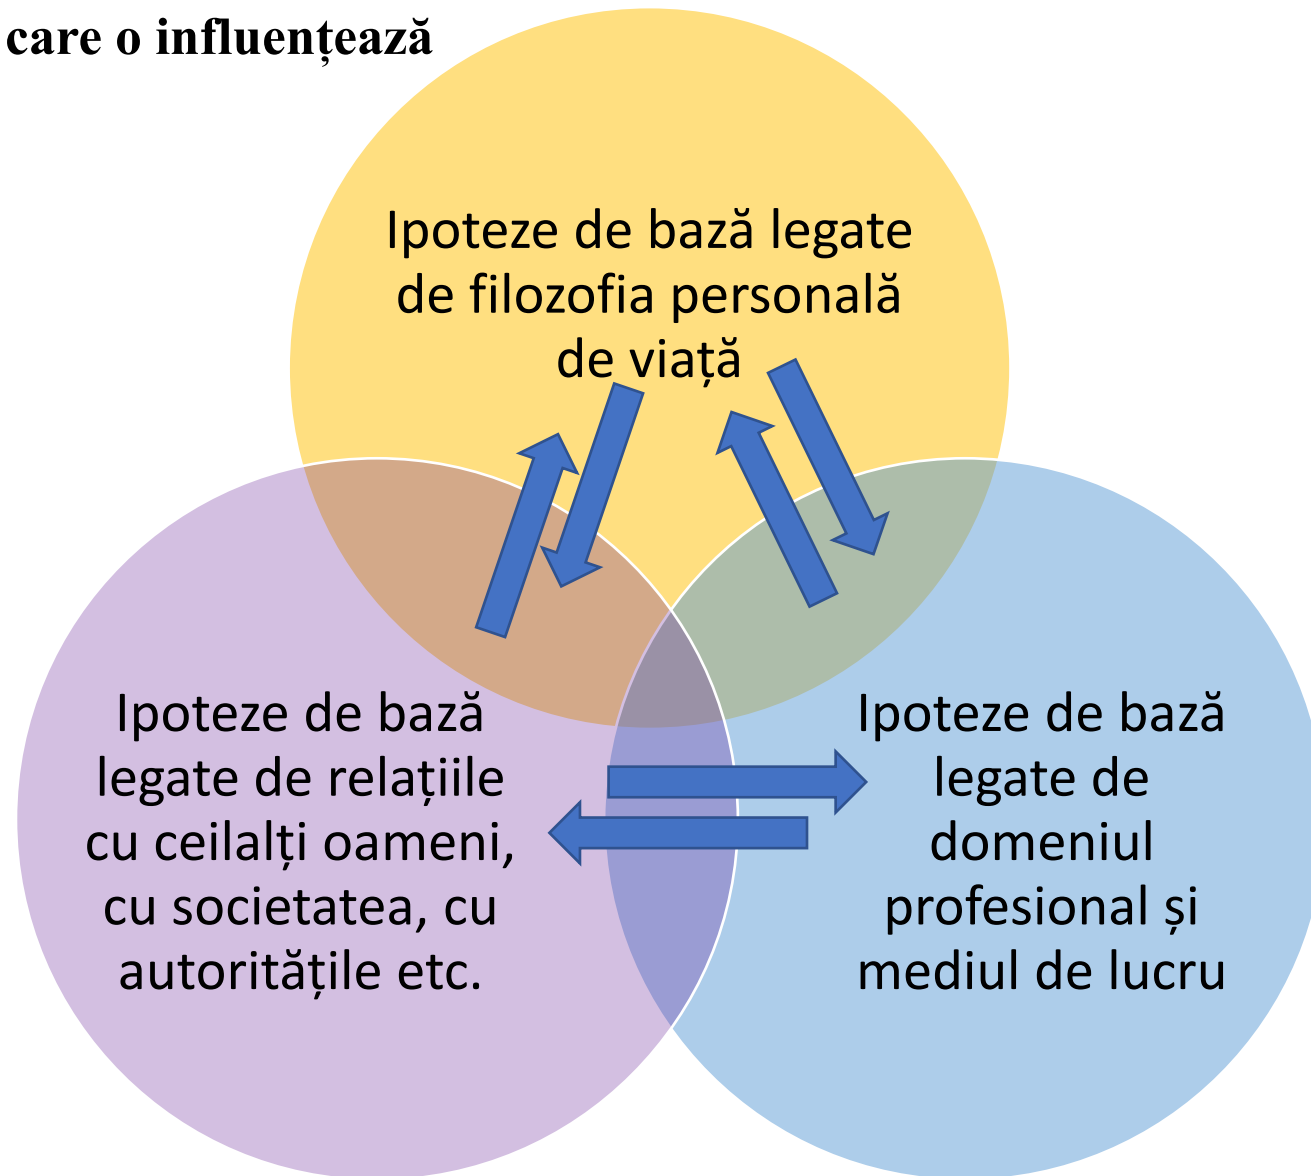 care o influențează
Ipoteze de bază legate
de filozofia personală
de viață
Ipoteze de bază
legate de relațiile
cu ceilalți oameni,
cu societatea, cu
autoritățile etc.
Ipoteze de bază
legate de
domeniul
profesional și
mediul de lucru